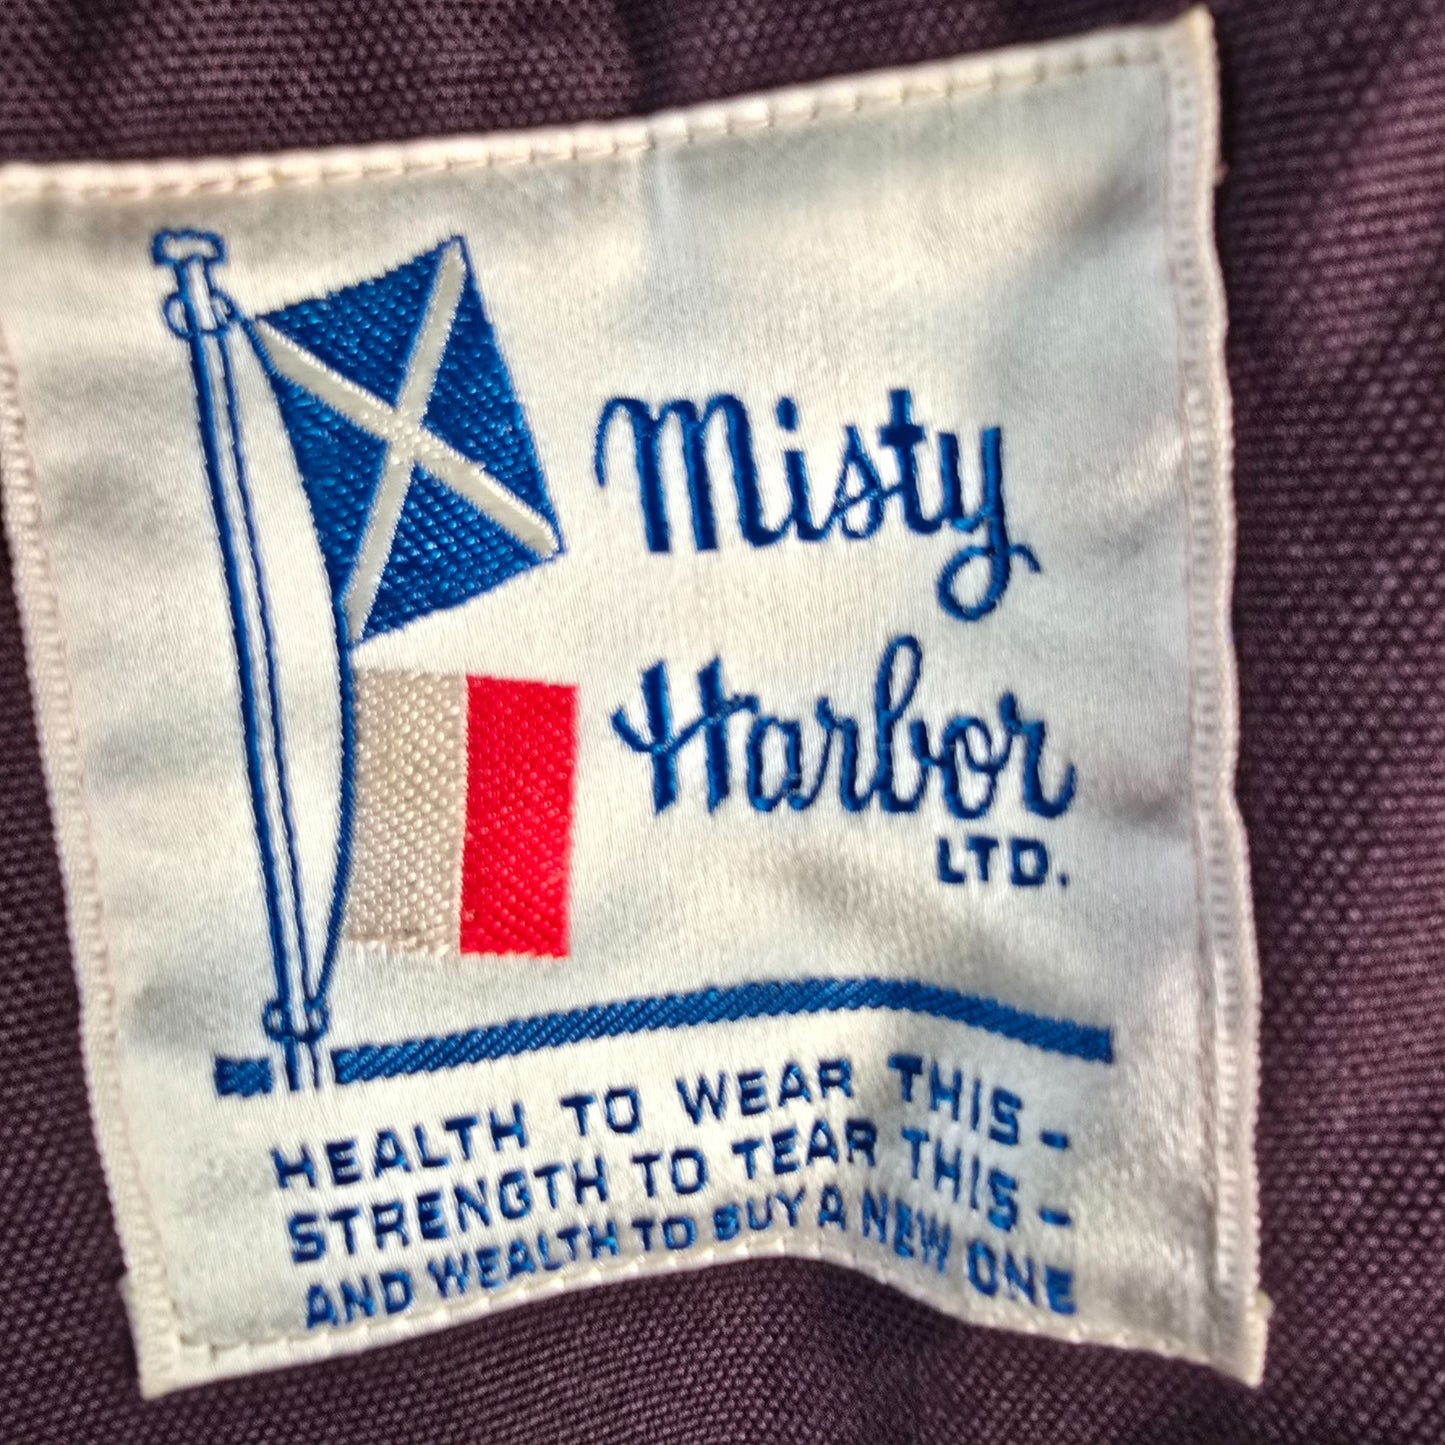 Misty
Harbor
LTD.
HEALTH TO WEAR THIS -
STRENGTH TO TEAR THIS -
AND WEALTH TO BUY A NEW ONE